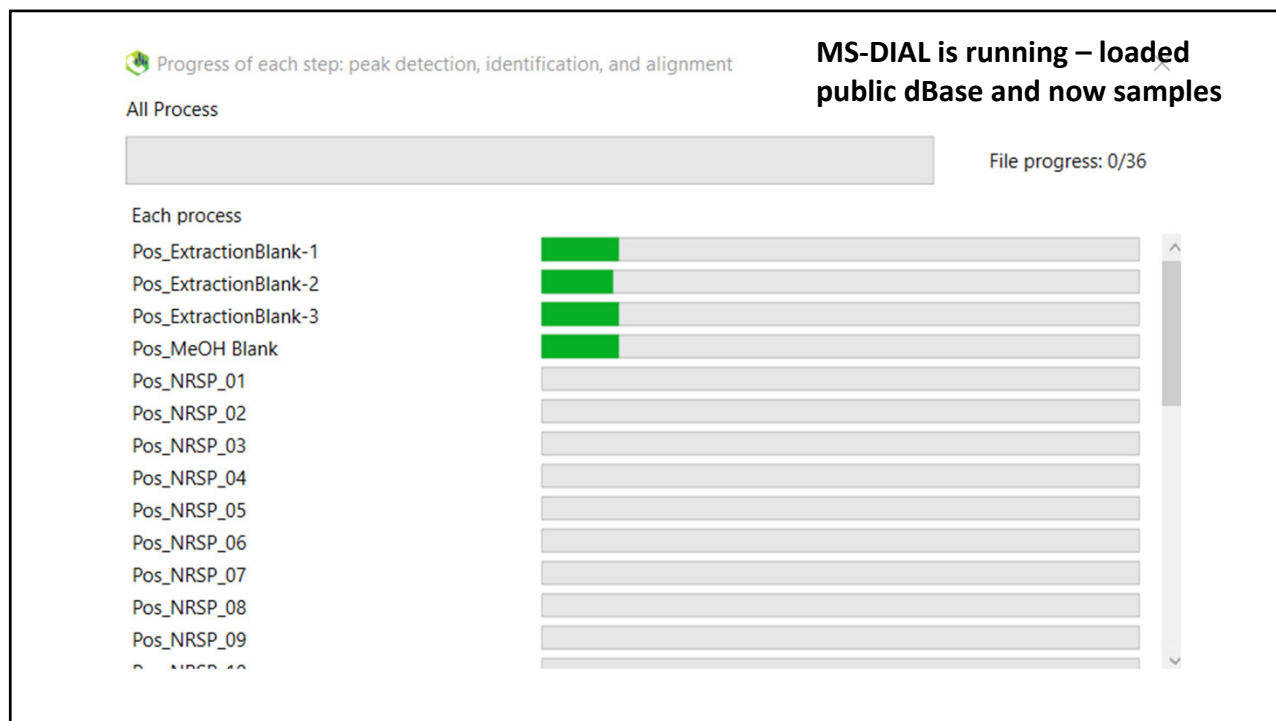 Progress of each step: peak detection, identification, and alignment
MS-DIAL is running – loaded
public dBase and now samples
All Process
File progress: 0/36
Each process
Pos_ExtractionBlank-1
Pos_ExtractionBlank-2
Pos_ExtractionBlank-3
Pos_MeOH Blank
Pos_NRSP_01
Pos_NRSP_02
Pos_NRSP_03
Pos_NRSP_04
Pos_NRSP_05
Pos_NRSP_06
Pos_NRSP_07
Pos_NRSP_08
Pos_NRSP_09